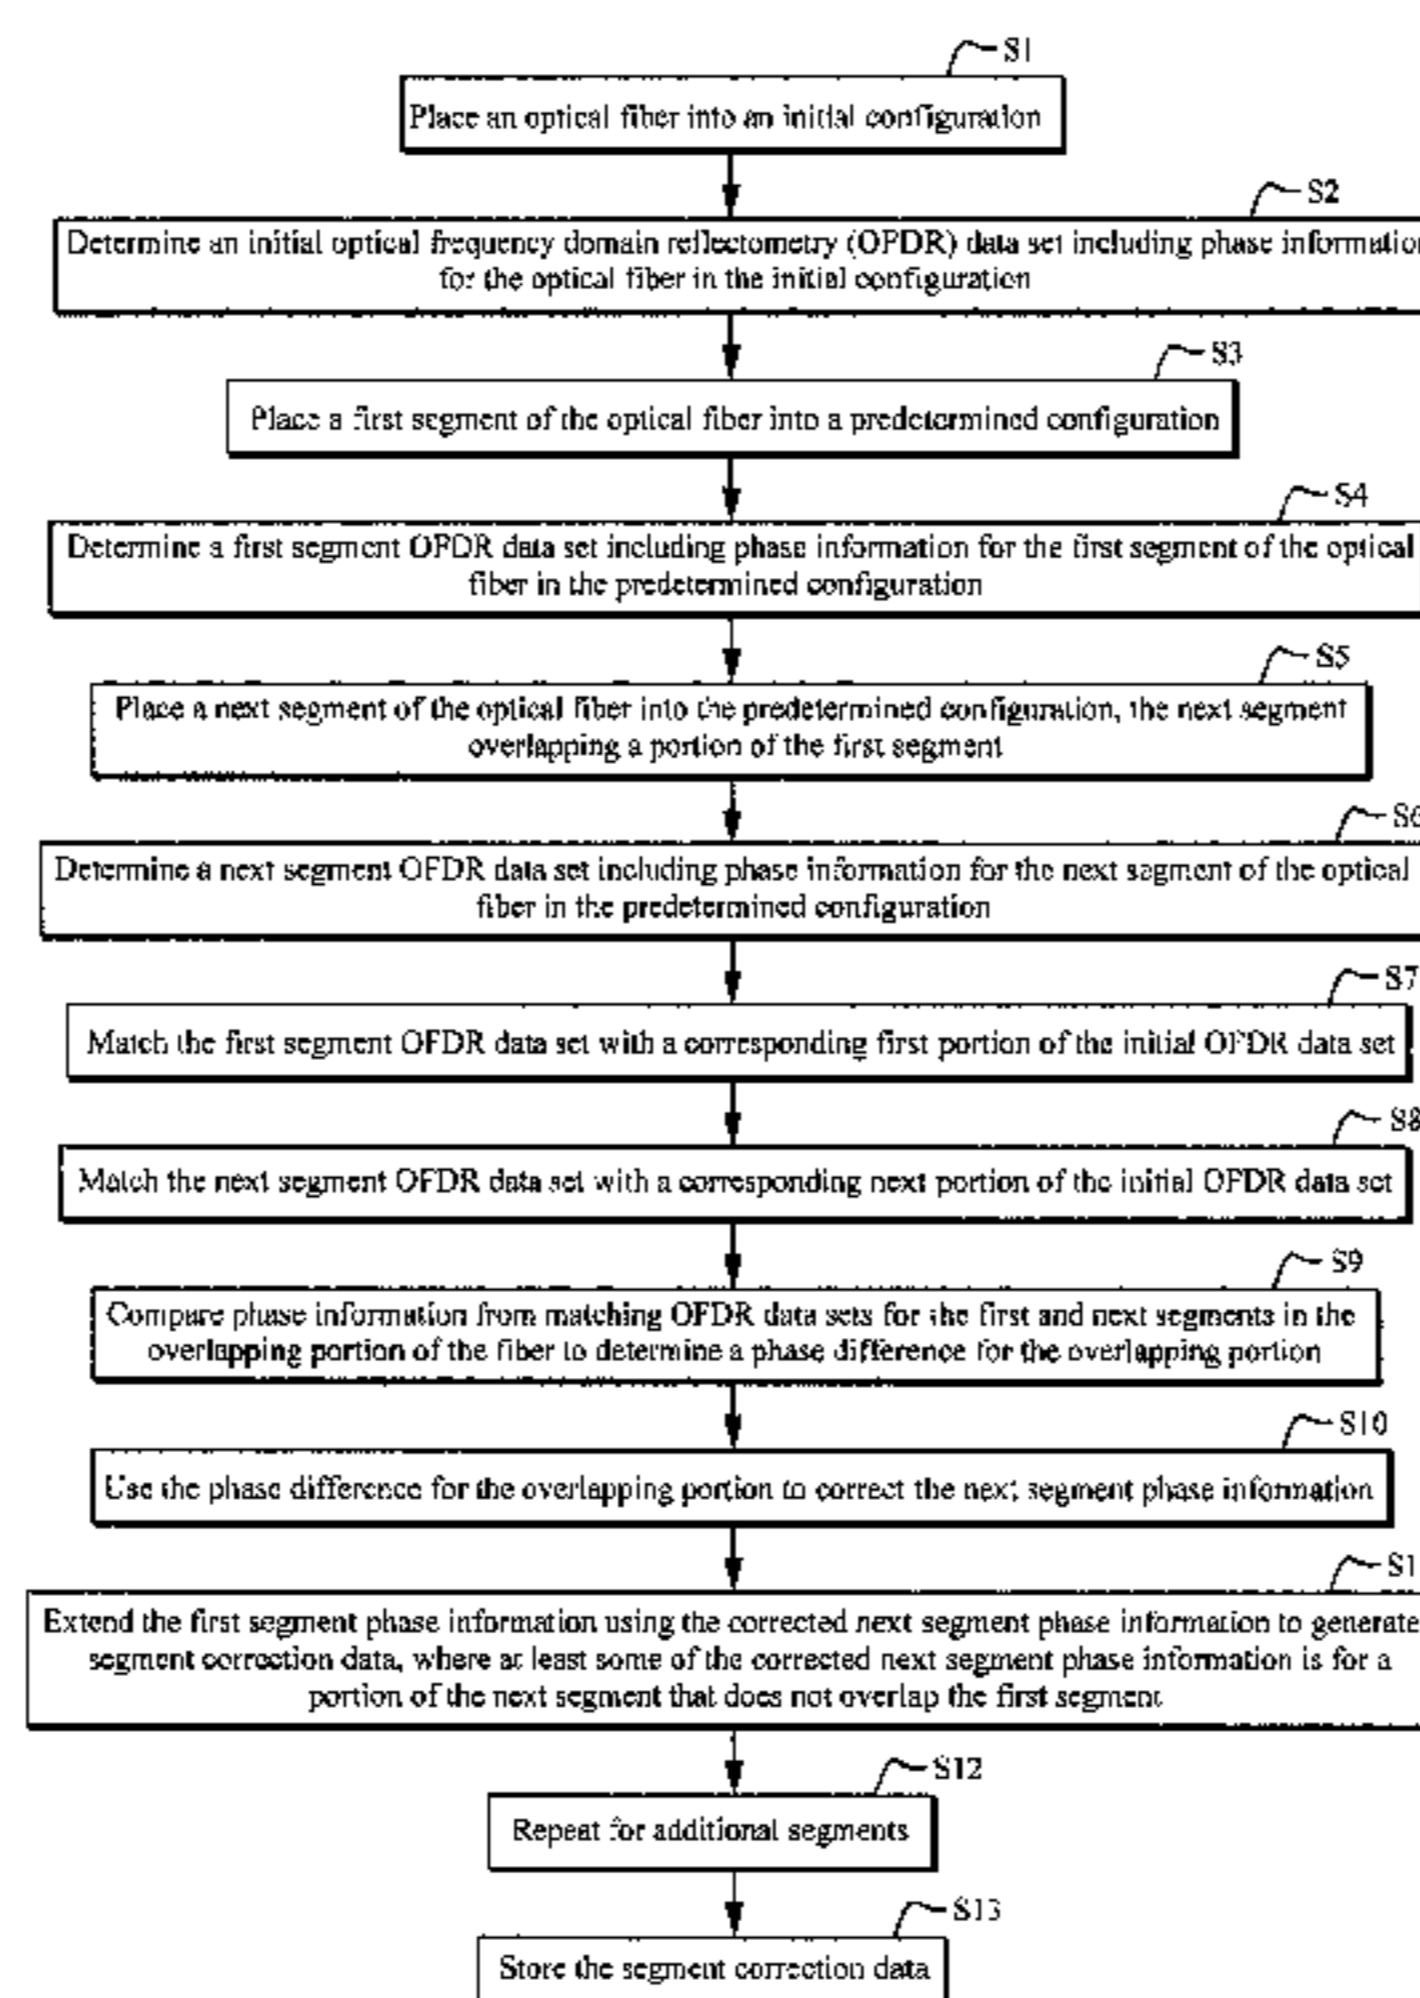 S1
Place an optical fiber into an initial configuration
S2
Determine an initial optical frequency domain reflectometry (OFDR) data set including phase information
for the optical fiber in the initial configuration
S3
Place a first segment of the optical fiber into a predetermined configuration
S4
Determine a first segment OFDR data set including phase information for the first segment of the optical
fiber in the predetermined configuration
S5
Place a next segment of the optical fiber into the predetermined configuration, the next segment
overlapping a portion of the first segment
S6
Determine a next segment OFDR data set including phase information for the next segment of the optical
fiber in the predetermined configuration
S7
Match the first segment OFDR data set with a corresponding first portion of the initial OFDR data set
S8
Match the next segment OFDR data set with a corresponding next portion of the initial OFDR data set
S9
Compare phase information from matching OFDR data sets for the first and next segments in the
overlapping portion of the fiber to determine a phase difference for the overlapping portion
S10
Use the phase difference for the overlapping portion to correct the next segment phase information
S1
Extend the first segment phase information using the corrected next segment phase information to generate
segment correction data, where at least some of the corrected next segment phase information is for a
portion of the next segment that does not overlap the first segment
S12
Repeat for additional segments
S13
Store the segment correction data